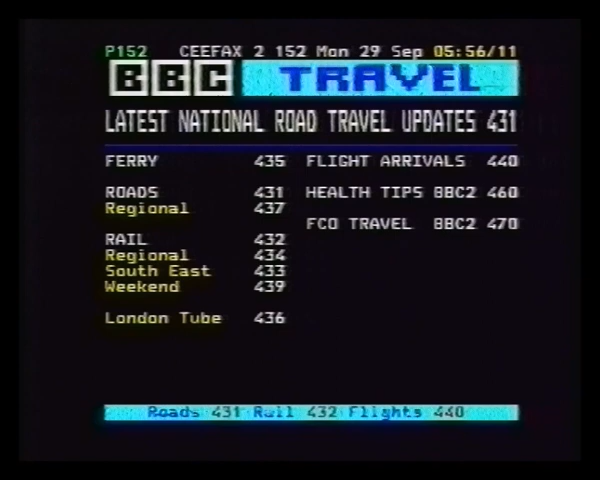 P152 CEEFAX 2 152 Mon 29 Sep 05:56/11
BBC TRAVEL
LATEST NATIONAL ROAD TRAVEL UPDATES 431
FERRY 435 FLIGHT ARRIVALS 440
ROADS 431 HEALTH TIPS BBC2 460
Regional 437
FCO TRAVEL BBC2 470
RAIL 432
Regional 434
South East 433
Weekend 439
London Tube 436
Roads 431 Rail 432 Flights 440